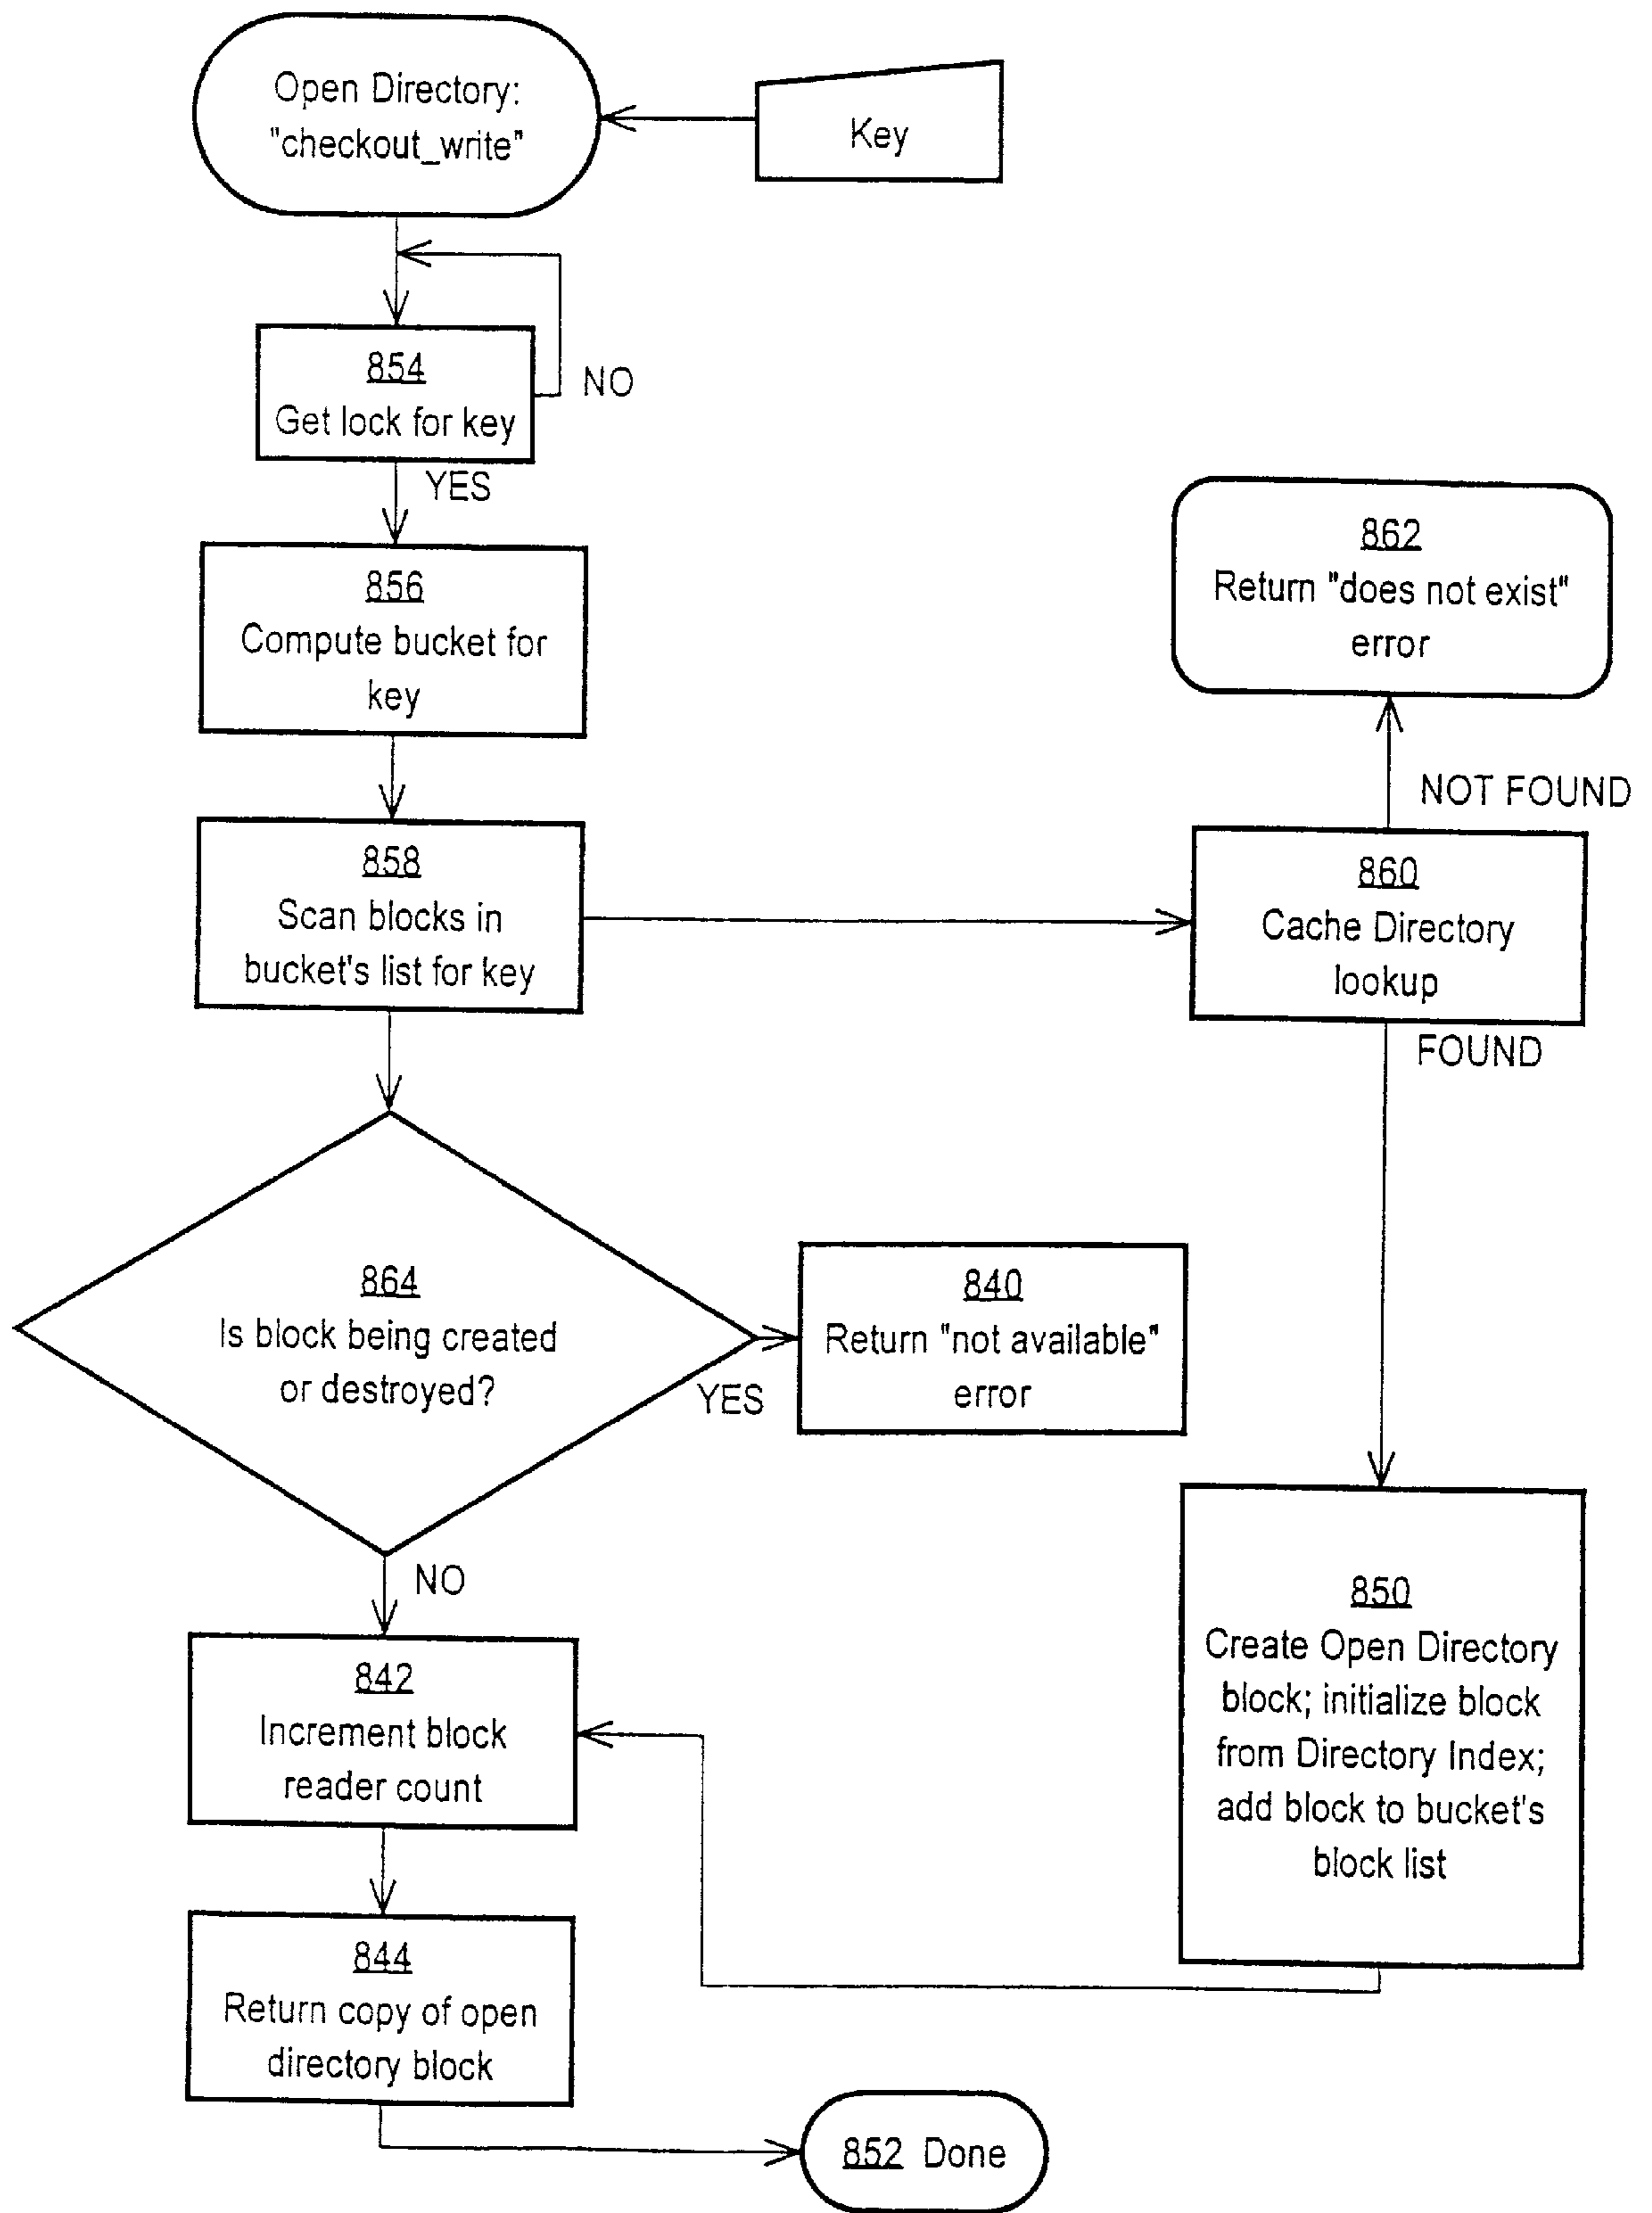 Open Directory:
"checkout_write"
Key
854
Get lock for key
NO
YES
856
Compute bucket for
key
862
Return "does not exist"
error
NOT FOUND
858
Scan blocks in
bucket's list for key
860
Cache Directory
lookup
FOUND
864
Is block being created
or destroyed?
YES
840
Return "not available"
error
NO
842
Increment block
reader count
850
Create Open Directory
block; initialize block
from Directory Index;
add block to bucket's
block list
844
Return copy of open
directory block
852 Done